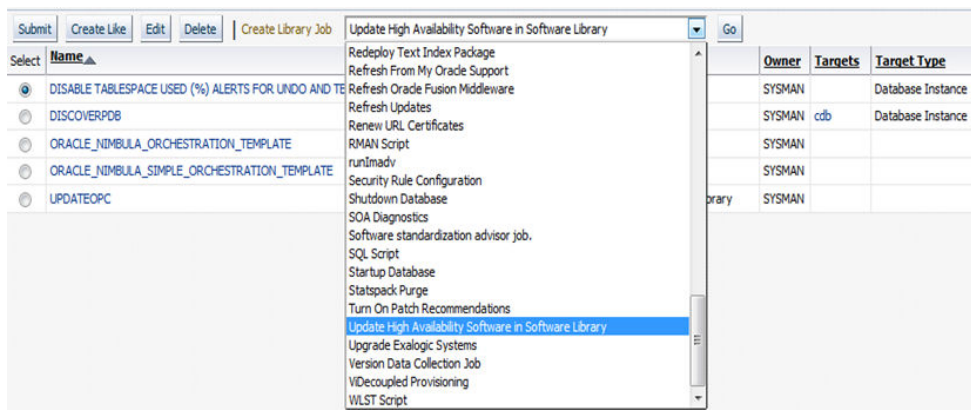 Submit Create Like Edit Delete Create Library Job Update High Availability Software in Software Library Go
Select Name Owner Targets Target Type
DISABLE TABLESPACE USED (%) ALERTS FOR UNDO AND TE SYSMAN Database Instance
DISCOVERPDB SYSMAN cdb Database Instance
ORACLE_NIMBULA_ORCHESTRATION_TEMPLATE SYSMAN
ORACLE_NIMBULA_SIMPLE_ORCHESTRATION_TEMPLATE SYSMAN
UPDATEOPC brary SYSMAN
Redeploy Text Index Package
Refresh From My Oracle Support
Refresh Oracle Fusion Middleware
Refresh Updates
Renew URL Certificates
RMAN Script
runImadv
Security Rule Configuration
Shutdown Database
SOA Diagnostics
Software standardization advisor job.
SQL Script
Startup Database
Statspack Purge
Turn On Patch Recommendations
Update High Availability Software in Software Library
Upgrade Exalogic Systems
Version Data Collection Job
ViDecoupled Provisioning
WLST Script